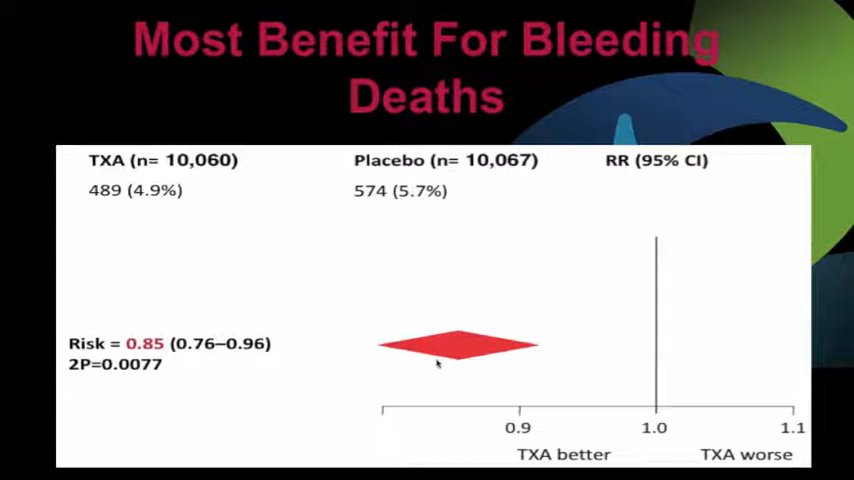 Most Benefit For Bleeding
Deaths
TXA (n= 10,060) Placebo (n= 10,067) RR (95% CI)
489 (4.9%) 574 (5.7%)
Risk = 0.85 (0.76–0.96)
2P=0.0077
0.9 1.0 1.1
TXA better TXA worse